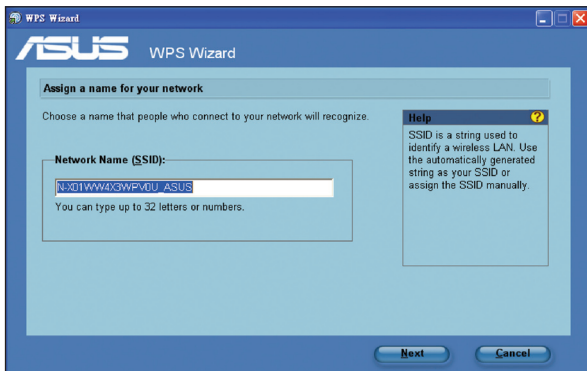 WPS Wizard
ASUS WPS Wizard
Assign a name for your network
Choose a name that people who connect to your network will recognize.
Network Name (SSID):
N-X01WW4X3WPV0U_ASUS
You can type up to 32 letters or numbers.
Help ?
SSID is a string used to
identify a wireless LAN. Use
the automatically generated
string as your SSID or
assign the SSID manually.
Next Cancel